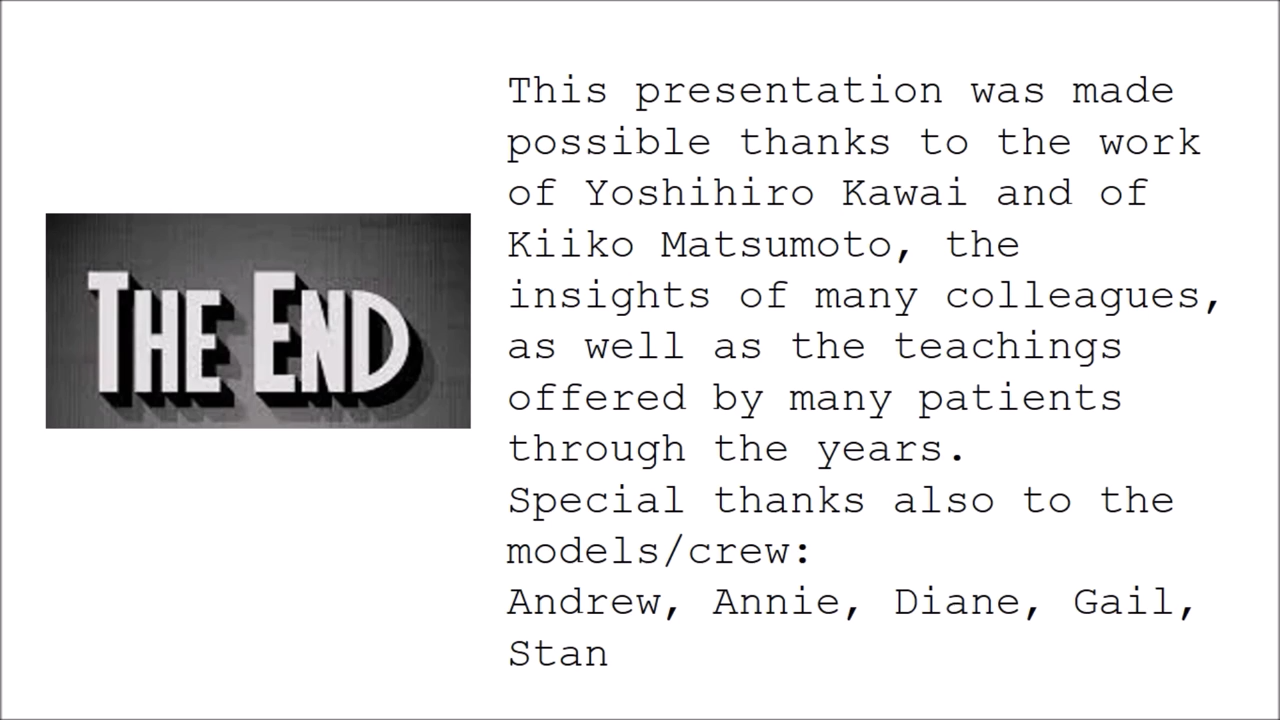 THE END
This presentation was made
possible thanks to the work
of Yoshihiro Kawai and of
Kiiko Matsumoto, the
insights of many colleagues,
as well as the teachings
offered by many patients
through the years.
Special thanks also to the
models/crew:
Andrew, Annie, Diane, Gail,
Stan